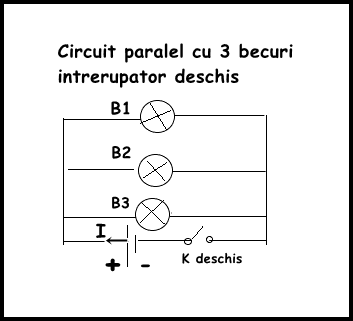 Circuit paralel cu 3 becuri
intrerupator deschis
B1
B2
B3
I
+ -
K deschis